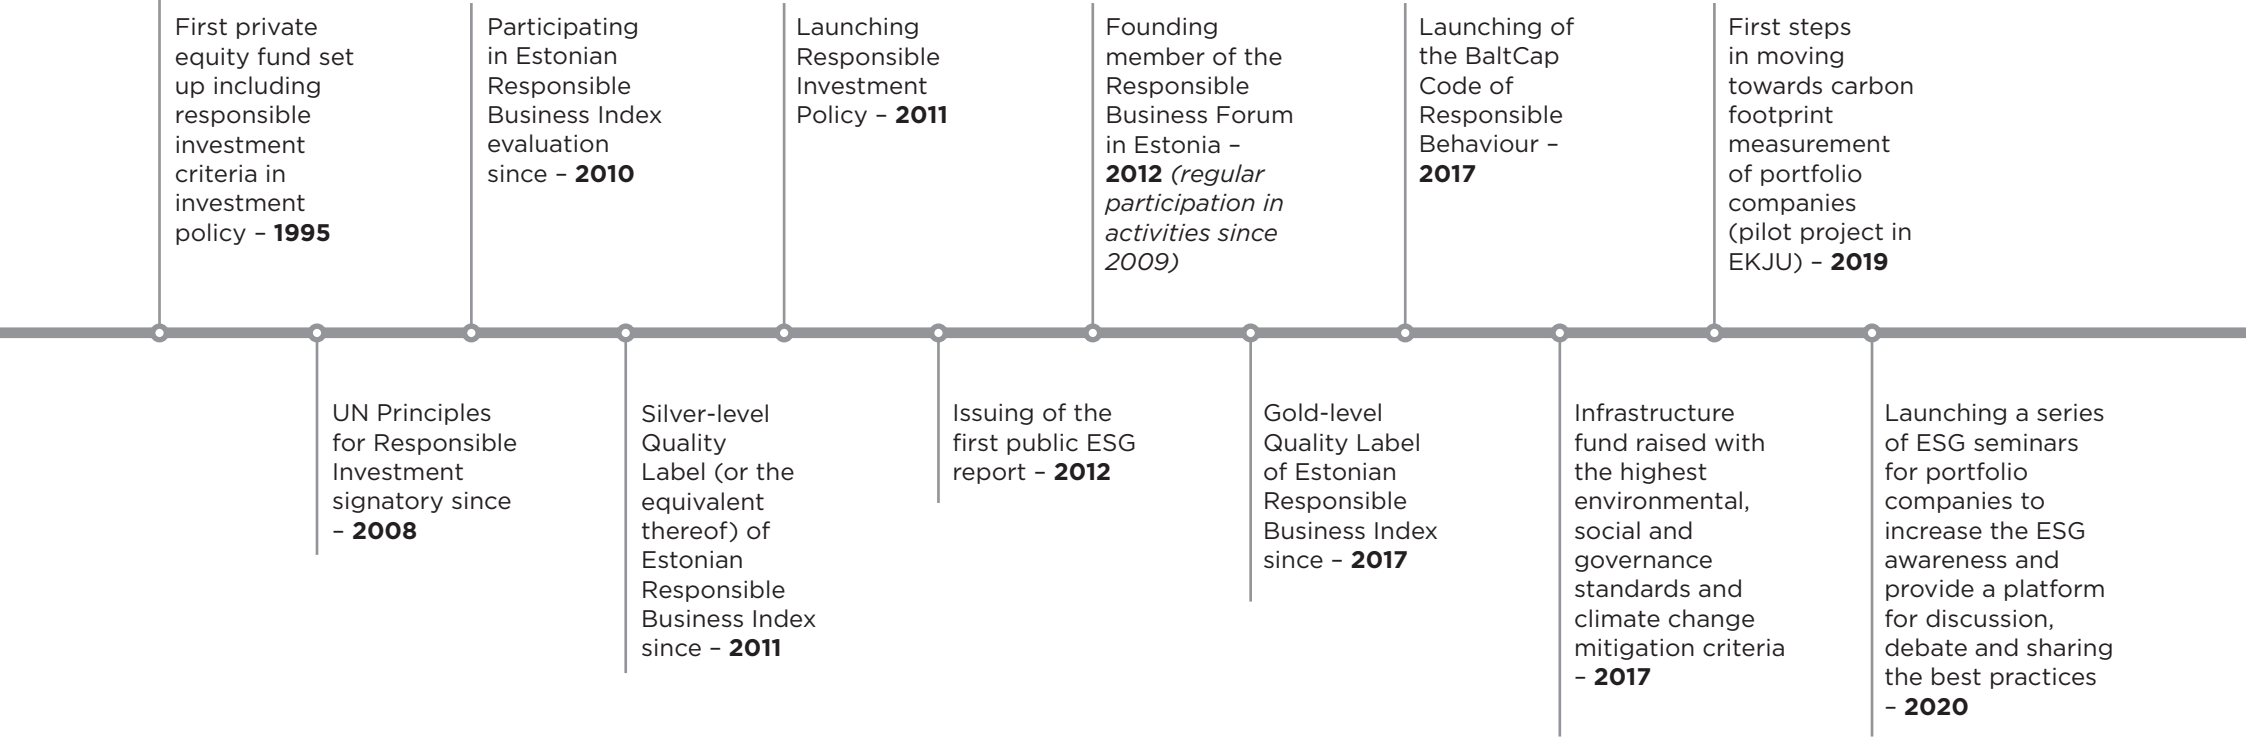 First private
equity fund set
up including
responsible
investment
criteria in
investment
policy – 1995
Participating
in Estonian
Responsible
Business Index
evaluation
since – 2010
Launching
Responsible
Investment
Policy – 2011
Founding
member of the
Responsible
Business Forum
in Estonia –
2012 (regular
participation in
activities since
2009)
Launching of
the BaltCap
Code of
Responsible
Behaviour –
2017
First steps
in moving
towards carbon
footprint
measurement
of portfolio
companies
(pilot project in
EKJU) – 2019
UN Principles
for Responsible
Investment
signatory since
– 2008
Silver-level
Quality
Label (or the
equivalent
thereof) of
Estonian
Responsible
Business Index
since – 2011
Issuing of the
first public ESG
report – 2012
Gold-level
Quality Label
of Estonian
Responsible
Business Index
since – 2017
Infrastructure
fund raised with
the highest
environmental,
social and
governance
standards and
climate change
mitigation criteria
– 2017
Launching a series
of ESG seminars
for portfolio
companies to
increase the ESG
awareness and
provide a platform
for discussion,
debate and sharing
the best practices
– 2020